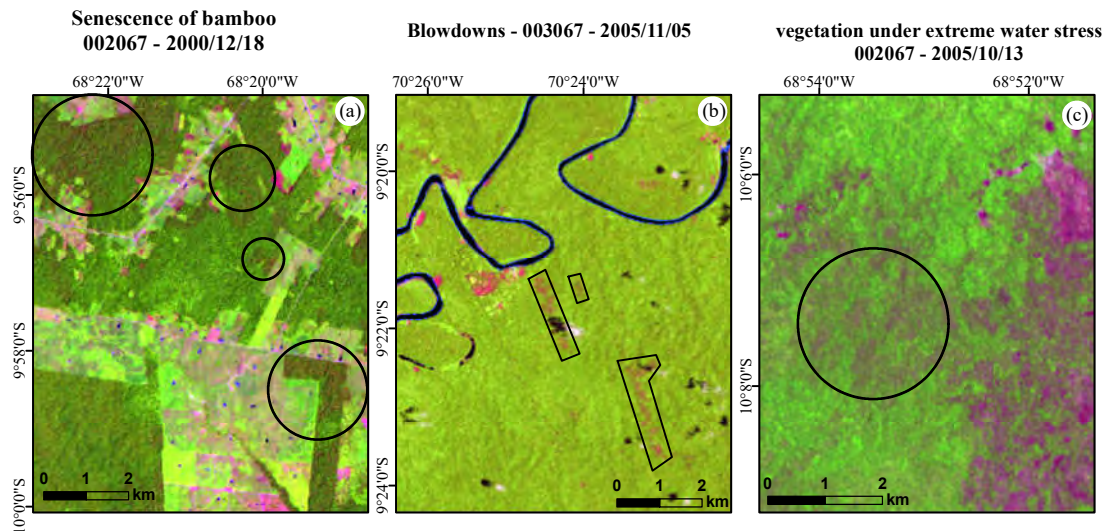 Senescence of bamboo
002067 - 2000/12/18
Blowdowns - 003067 - 2005/11/05
vegetation under extreme water stress
002067 - 2005/10/13
68°22'0"W
68°20'0"W
70°26'0"W
70°24'0"W
68°54'0"W
68°52'0"W
(a)
(b)
(c)
9°56'0"S
9°58'0"S
10°0'0"S
9°20'0"S
9°22'0"S
9°24'0"S
10°6'0"S
10°8'0"S
0 1 2
km
0 1 2
km
0 1 2
km